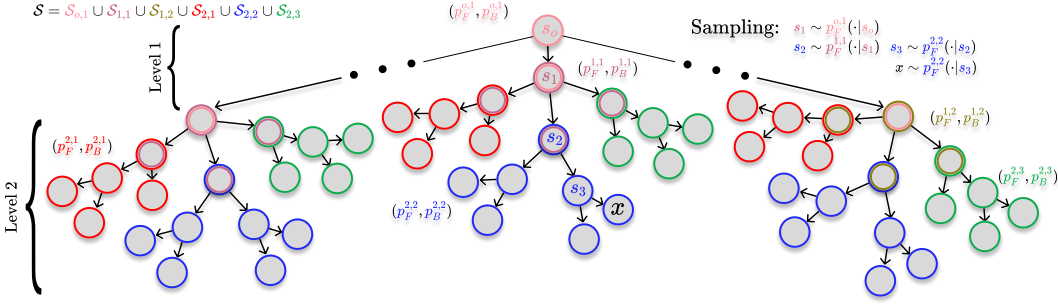 𝒮 = 𝒮_{o,1} ∪ 𝒮_{1,1} ∪ 𝒮_{1,2} ∪ 𝒮_{2,1} ∪ 𝒮_{2,2} ∪ 𝒮_{2,3}
(p_F^{o,1}, p_B^{o,1})
s_o
Sampling:
s_1 ∼ p_F^{o,1}(·|s_o)
s_2 ∼ p_F^{1,1}(·|s_1) s_3 ∼ p_F^{2,2}(·|s_2)
x ∼ p_F^{2,2}(·|s_3)
Level 1
s_1
(p_F^{1,1}, p_B^{1,1})
(p_F^{1,2}, p_B^{1,2})
Level 2
(p_F^{2,1}, p_B^{2,1})
s_2
(p_F^{2,3}, p_B^{2,3})
s_3
(p_F^{2,2}, p_B^{2,2})
x